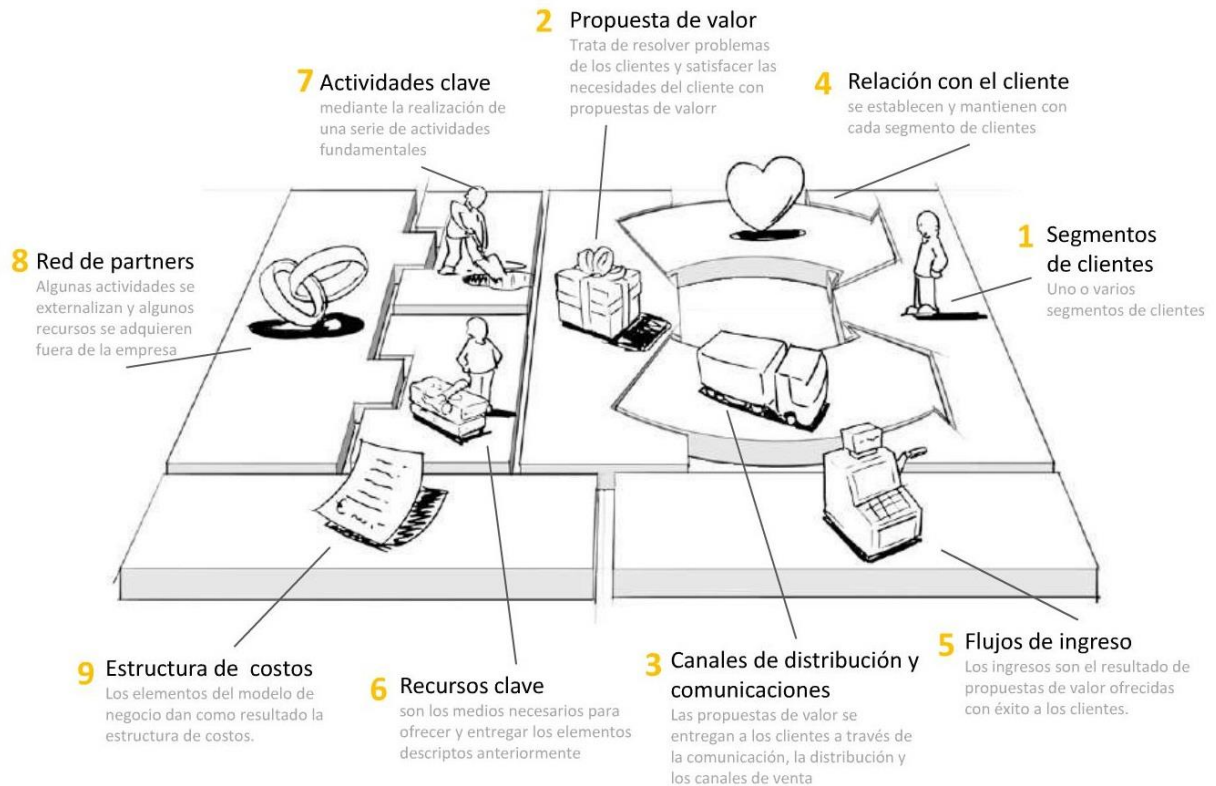 2 Propuesta de valor
Trata de resolver problemas
de los clientes y satisfacer las
necesidades del cliente con
propuestas de valorr
7 Actividades clave
mediante la realización de
una serie de actividades
fundamentales
4 Relación con el cliente
se establecen y mantienen con
cada segmento de clientes
1 Segmentos
de clientes
Uno o varios
segmentos de clientes
8 Red de partners
Algunas actividades se
externalizan y algunos
recursos se adquieren
fuera de la empresa
9 Estructura de costos
Los elementos del modelo de
negocio dan como resultado la
estructura de costos.
6 Recursos clave
son los medios necesarios para
ofrecer y entregar los elementos
descriptos anteriormente
3 Canales de distribución y
comunicaciones
Las propuestas de valor se
entregan a los clientes a través de
la comunicación, la distribución y
los canales de venta
5 Flujos de ingreso
Los ingresos son el resultado de
propuestas de valor ofrecidas
con éxito a los clientes.